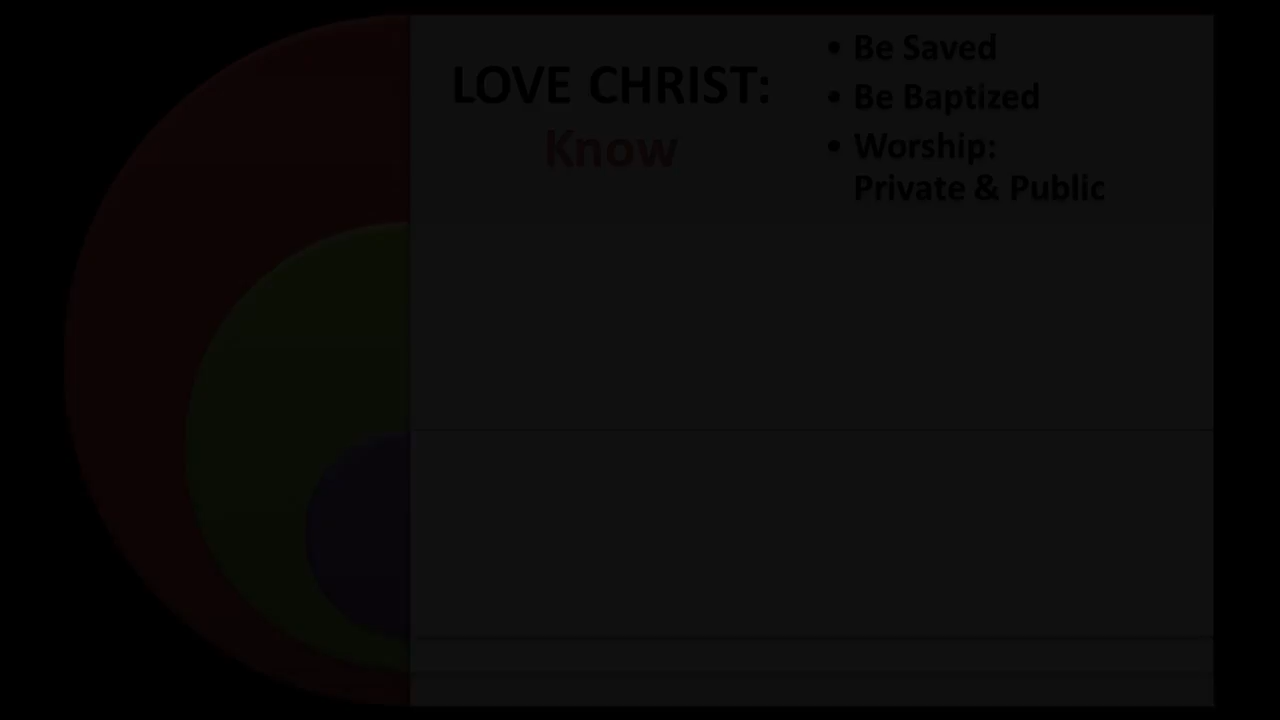 LOVE CHRIST:
Know
• Be Saved
• Be Baptized
• Worship:
Private & Public